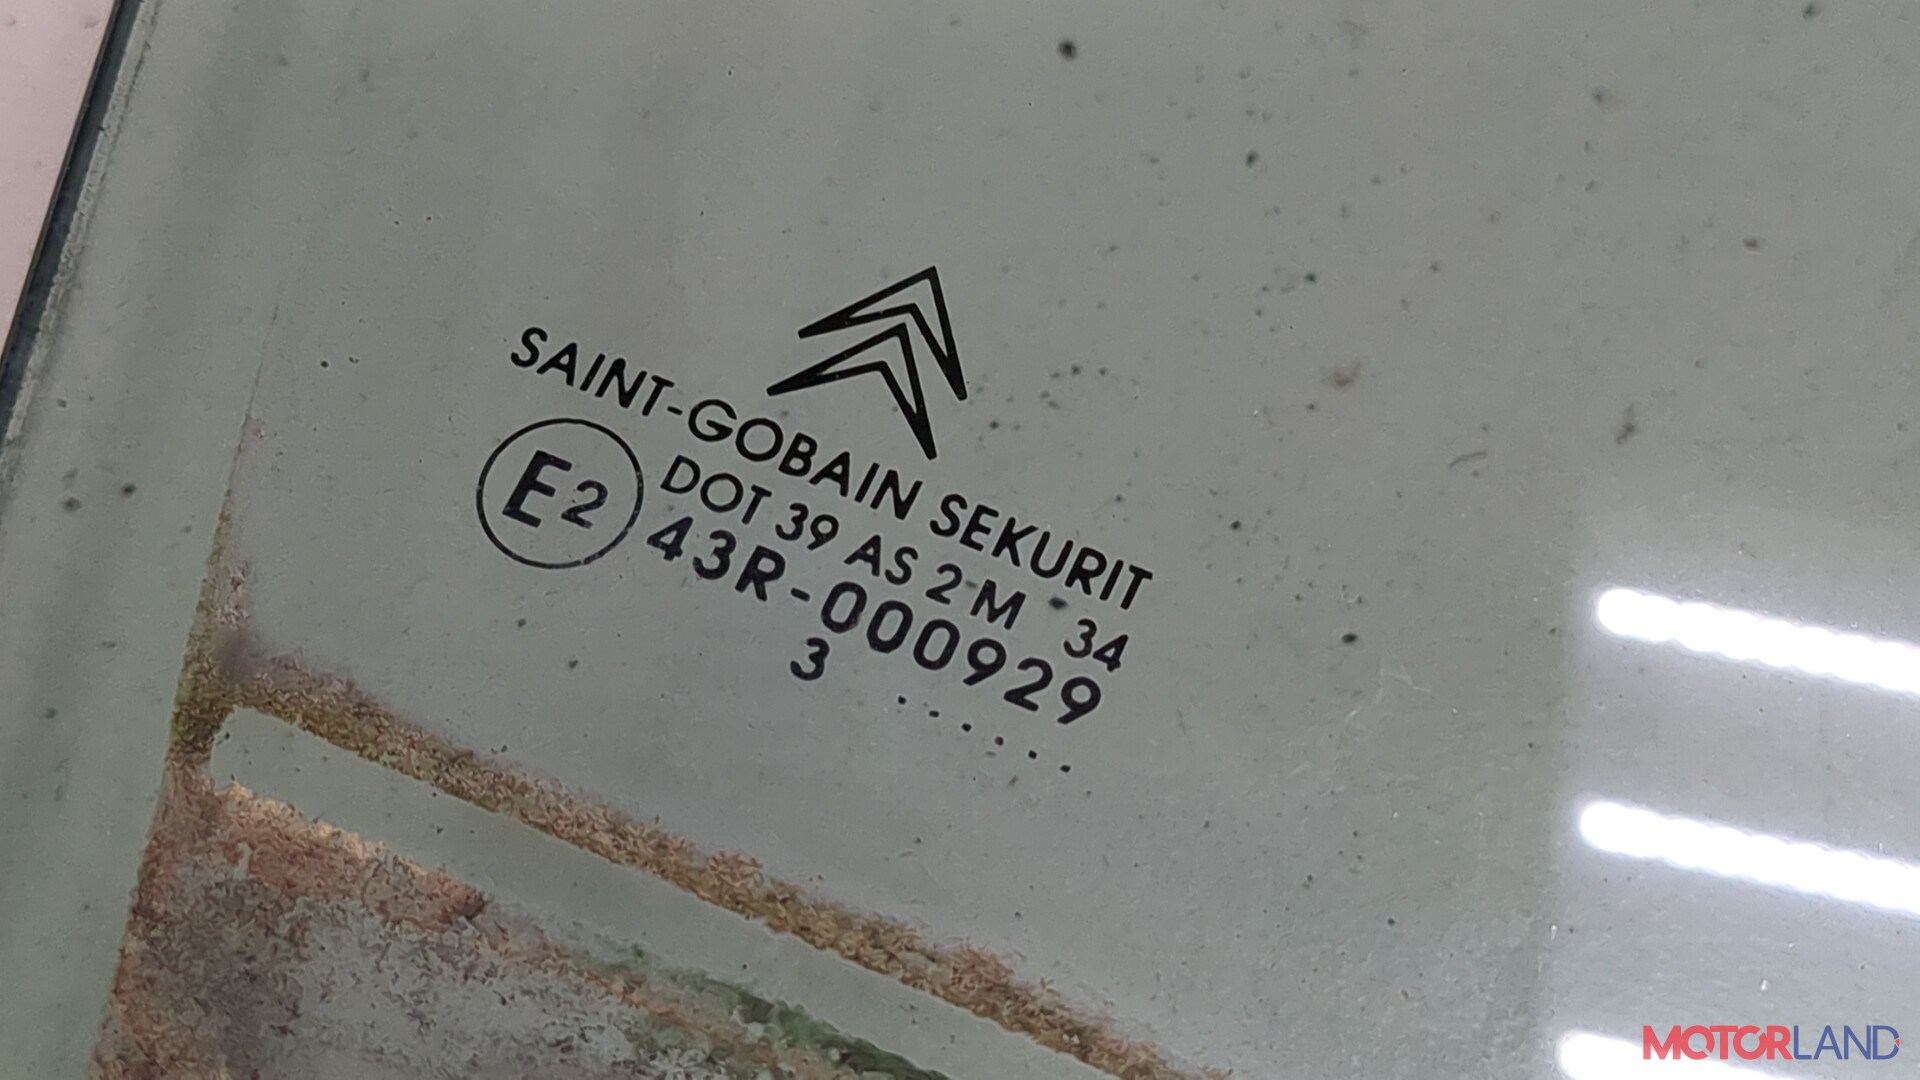 SAINT-GOBAIN SEKURIT
E2
DOT 39 AS 2 M 34
43R-000929
3 ......
MOTORLAND